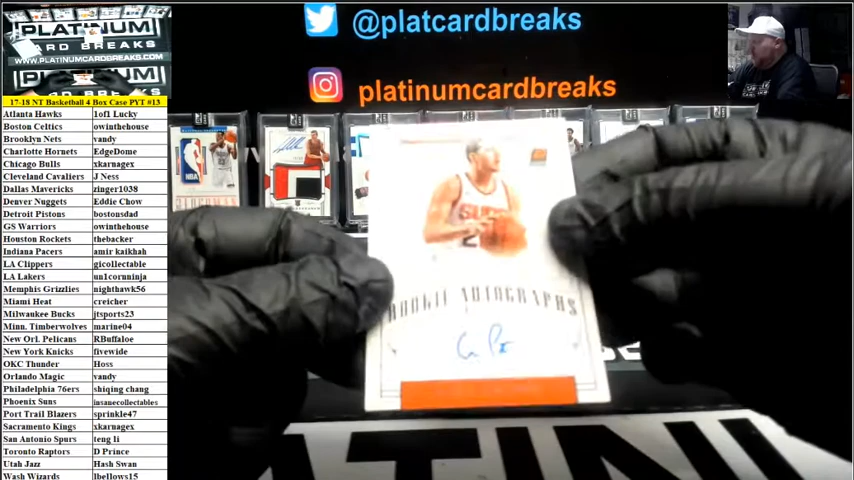 PLATINUM
CARD BREAKS
WWW.PLATINUMCARDBREAKS.COM
PLATINUM
@platcardbreaks
platinumcardbreaks
17-18 NT Basketball 4 Box Case PYT #13
Atlanta Hawks 1of1 Lucky
Boston Celtics owinthehouse
Brooklyn Nets vandy
Charlotte Hornets EdgeDome
Chicago Bulls xkarnagex
Cleveland Cavaliers J Ness
Dallas Mavericks zinger1038
Denver Nuggets Eddie Chow
Detroit Pistons bostonsdad
GS Warriors owinthehouse
Houston Rockets thebacker
Indiana Pacers amir kaikhah
LA Clippers gicollectable
LA Lakers un1cornninja
Memphis Grizzlies nighthawk56
Miami Heat creicher
Milwaukee Bucks jtsports23
Minn. Timberwolves marine04
New Orl. Pelicans RBuffaloe
New York Knicks fivewide
OKC Thunder Hoss
Orlando Magic vandy
Philadelphia 76ers shiqing chang
Phoenix Suns insanecollectables
Port Trail Blazers sprinkle47
Sacramento Kings xkarnagex
San Antonio Spurs teng li
Toronto Raptors D Prince
Utah Jazz Hash Swan
Wash Wizards lbellows15
NBA
SUNS
ROOKIE AUTOGRAPHS
PLATINUM